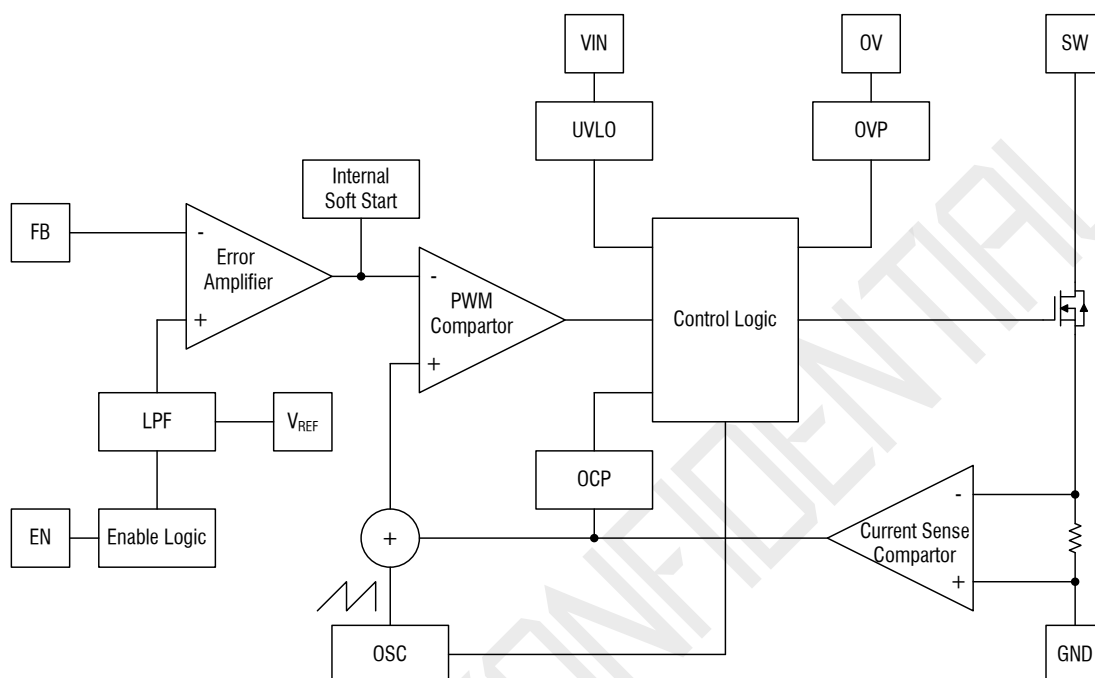 VIN
OV
SW
UVLO
OVP
Internal
Soft Start
FB
-
Error
Amplifier
+
-
PWM
Compartor
+
Control Logic
LPF
VREF
OCP
EN
Enable Logic
+
-
Current Sense
Compartor
+
OSC
GND
CONFIDENTIAL